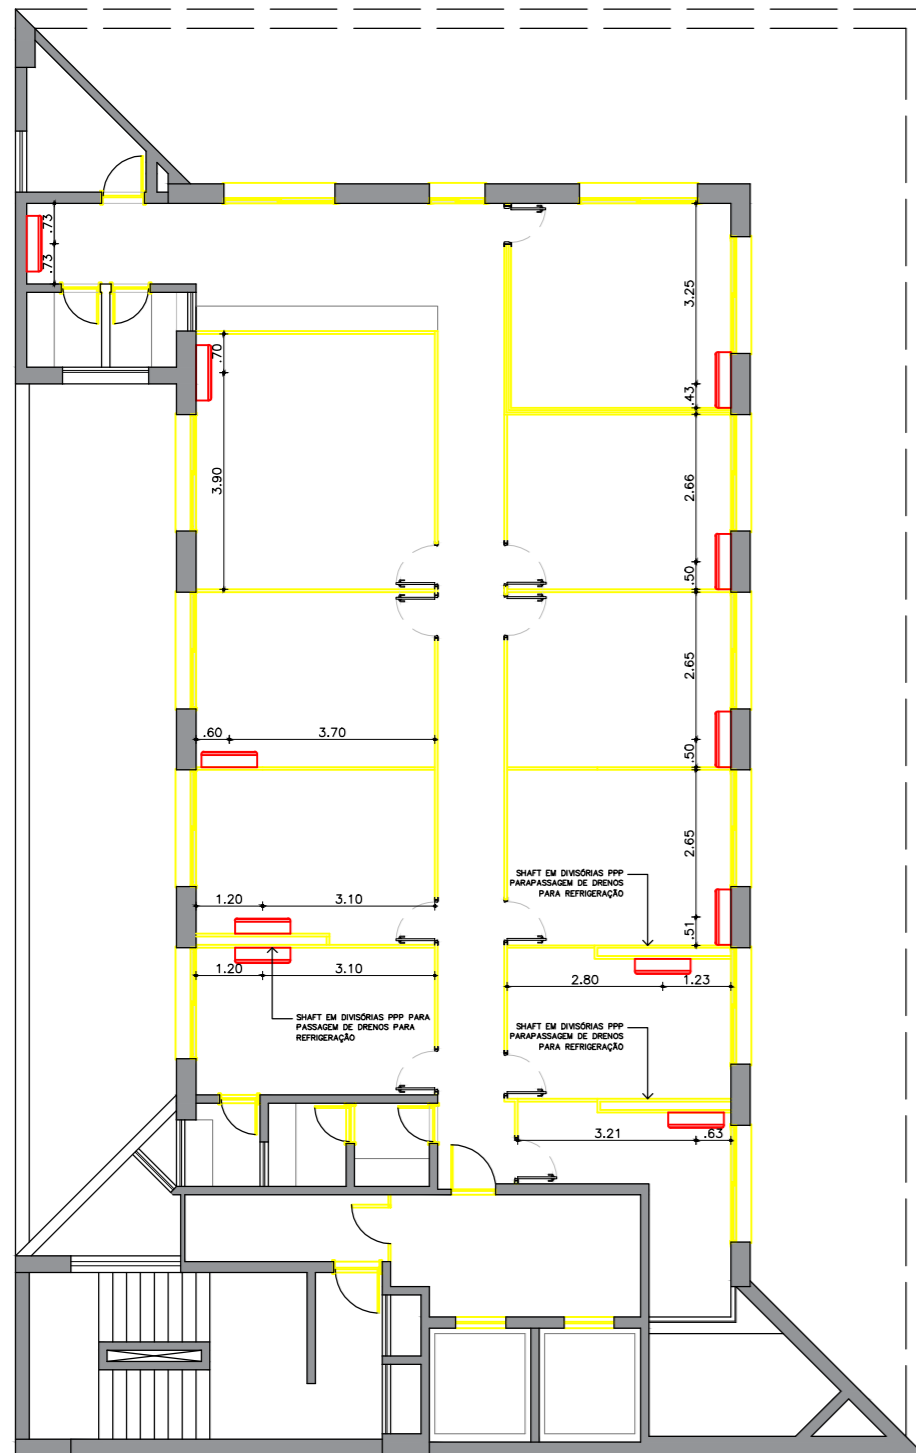 .73
.73
3.25
.43
.70
3.90
2.66
.50
2.65
.50
.60
3.70
2.65
.51
SHAFT EM DIVISÓRIAS PPP
PARAPASSAGEM DE DRENOS
PARA REFRIGERAÇÃO
1.20
3.10
1.20
3.10
2.80
1.23
SHAFT EM DIVISÓRIAS PPP PARA
PASSAGEM DE DRENOS PARA
REFRIGERAÇÃO
SHAFT EM DIVISÓRIAS PPP
PARAPASSAGEM DE DRENOS
PARA REFRIGERAÇÃO
3.21
.63